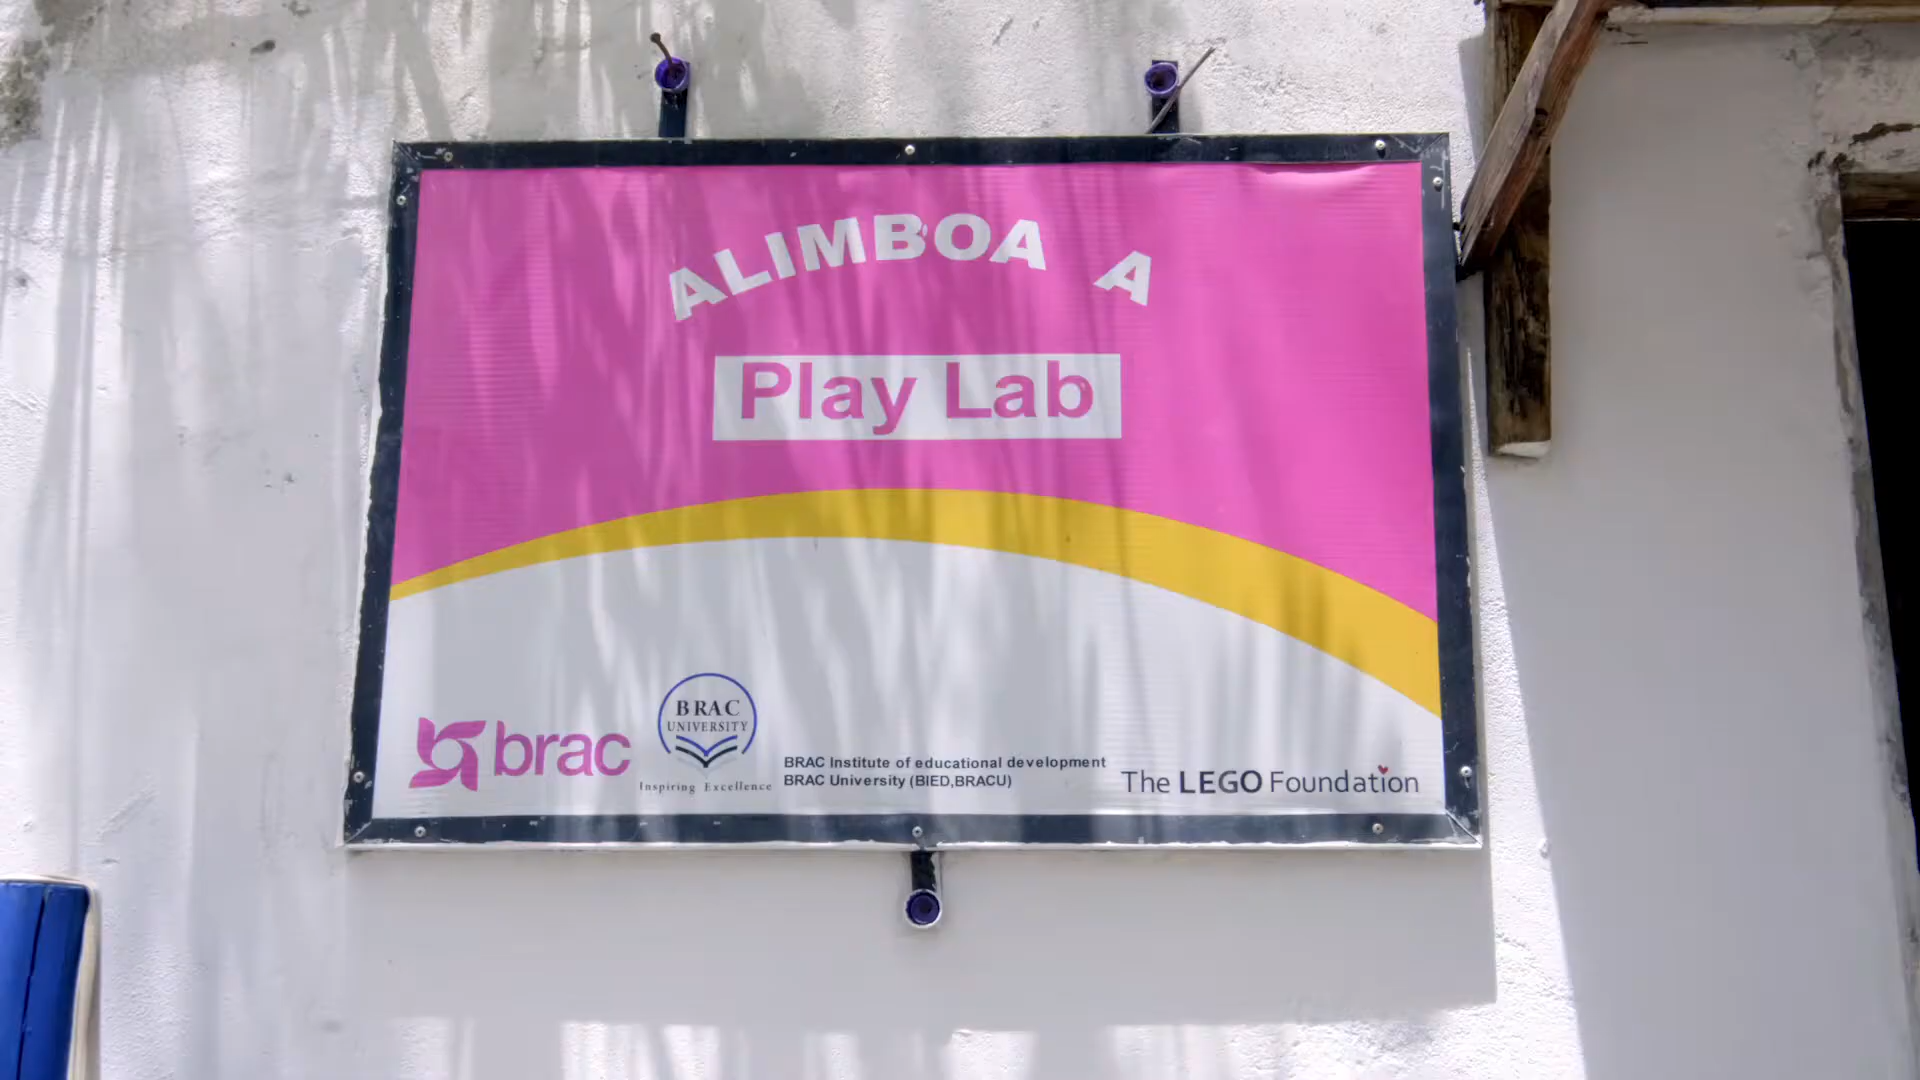 ALIMBOA A
Play Lab
brac
BRAC
UNIVERSITY
Inspiring Excellence
BRAC Institute of educational development
BRAC University (BIED,BRACU)
The LEGO Foundation